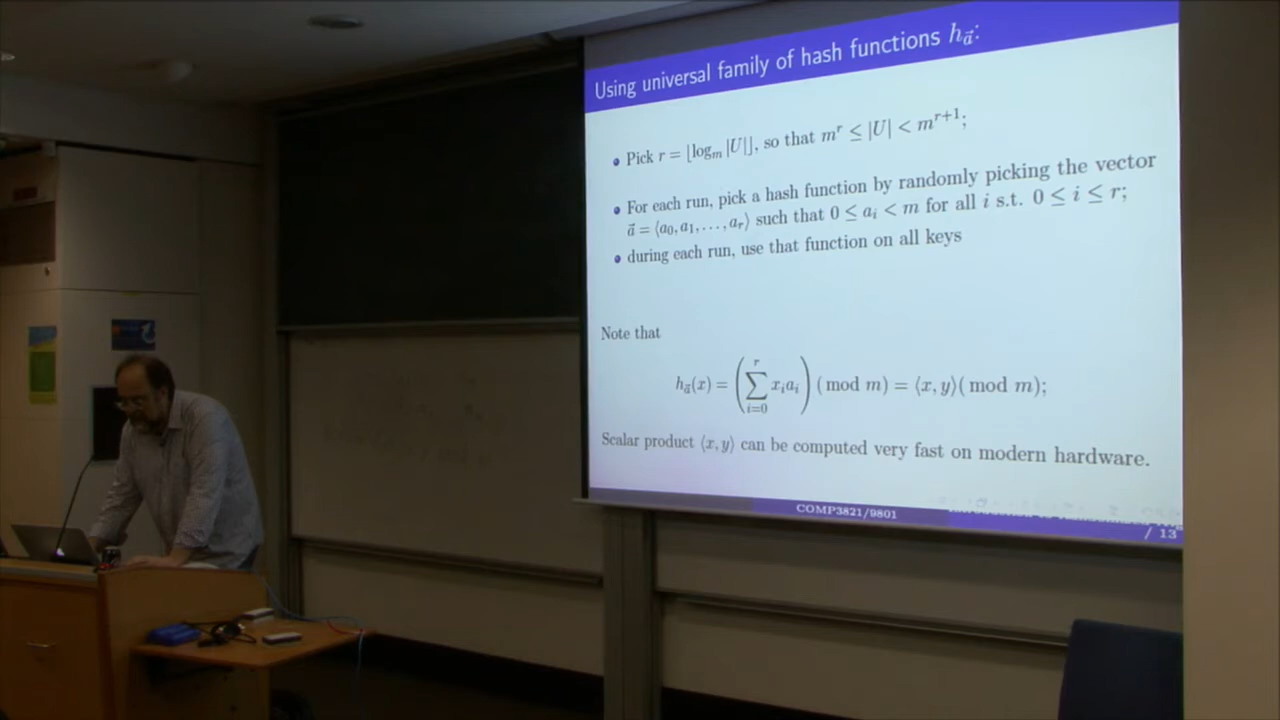 Using universal family of hash functions h_a⃗:
• Pick r = ⌊log_m |U|⌋, so that m^r ≤ |U| < m^{r+1};
• For each run, pick a hash function by randomly picking the vector
a⃗ = ⟨a₀, a₁, . . . , a_r⟩ such that 0 ≤ a_i < m for all i s.t. 0 ≤ i ≤ r;
• during each run, use that function on all keys
Note that
h_a⃗(x) = (∑_{i=0}^{r} x_i a_i) (mod m) = ⟨x, y⟩(mod m);
Scalar product ⟨x, y⟩ can be computed very fast on modern hardware.
COMP3821/9801
/ 13